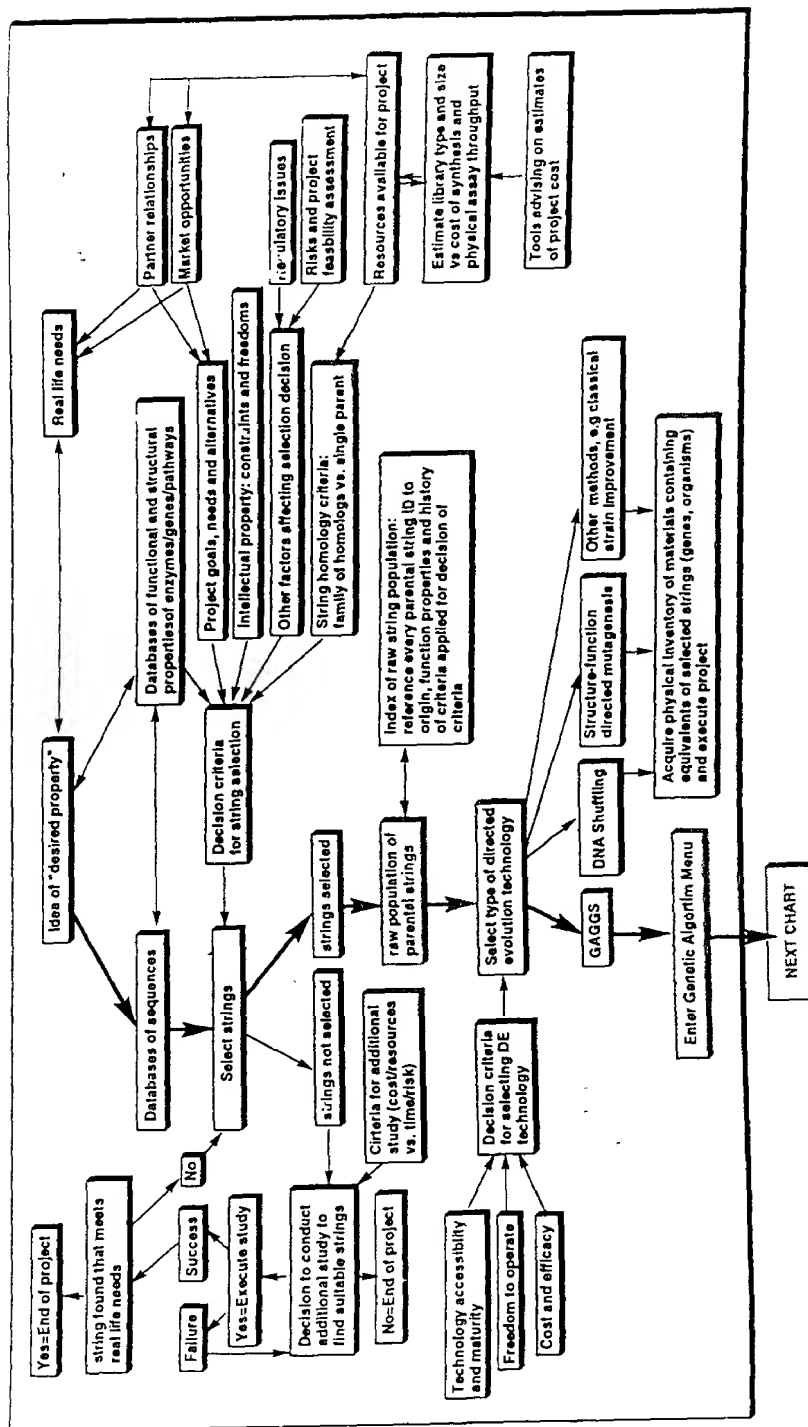 Yes=End of project
string found that meets
real life needs
No
Success
Failure
Yes=Execute study
Decision to conduct
additional study to
find suitable strings
No=End of project
Cirteria for additional
study (cost/resources
vs. time/risk)
Idea of "desired property"
Real life needs
Databases of sequences
Databases of functional and structural
propertiesof enzymes/genes/pathways
Partner relationships
Market opportunities
Select strings
Decision criteria
for string selection
Project goals, needs and alternatives
Intellectual property: constraints and freedoms
Other factors affecting selection decision
String homology criteria:
family of homologs vs. single parent
Regulatory issues
Risks and project
feasbility assessment
Resources available for project
Estimate library type and size
vs cost of synthesis and
physical assay throughput
Tools advising on estimates
of project cost
strings not selected
strings selected
raw population of
parental strings
Index of raw string population:
reference every parental string ID to
origin, function properties and history
of criteria applied for decision of
criteria
Technology accessiblity
and maturity
Freedom to operate
Cost and efficacy
Decision criteria
for selecting DE
technology
Select type of directed
evolution technology
GAGGS
DNA Shuffling
Structure-function
directed mutagenesis
Other methods, e.g classical
strain improvement
Enter Genetic Algortim Menu
Acquire physical inventory of materials containing
equivalents of selected strings (genes, organisms)
and execute project
NEXT CHART